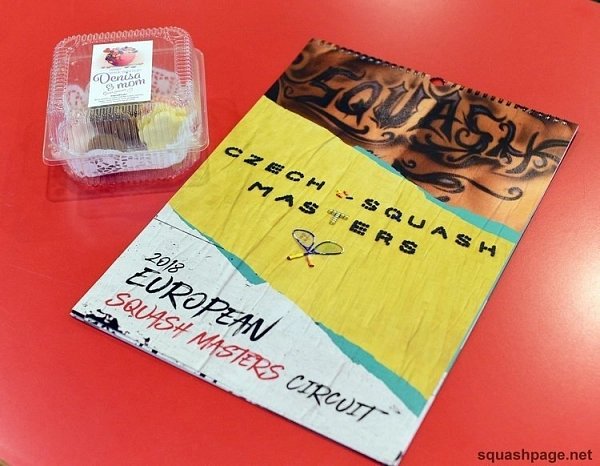 Denisa
& mom
SQUASH
CZECH SQUASH
MASTERS
2018
EUROPEAN
SQUASH MASTERS CIRCUIT
squashpage.net